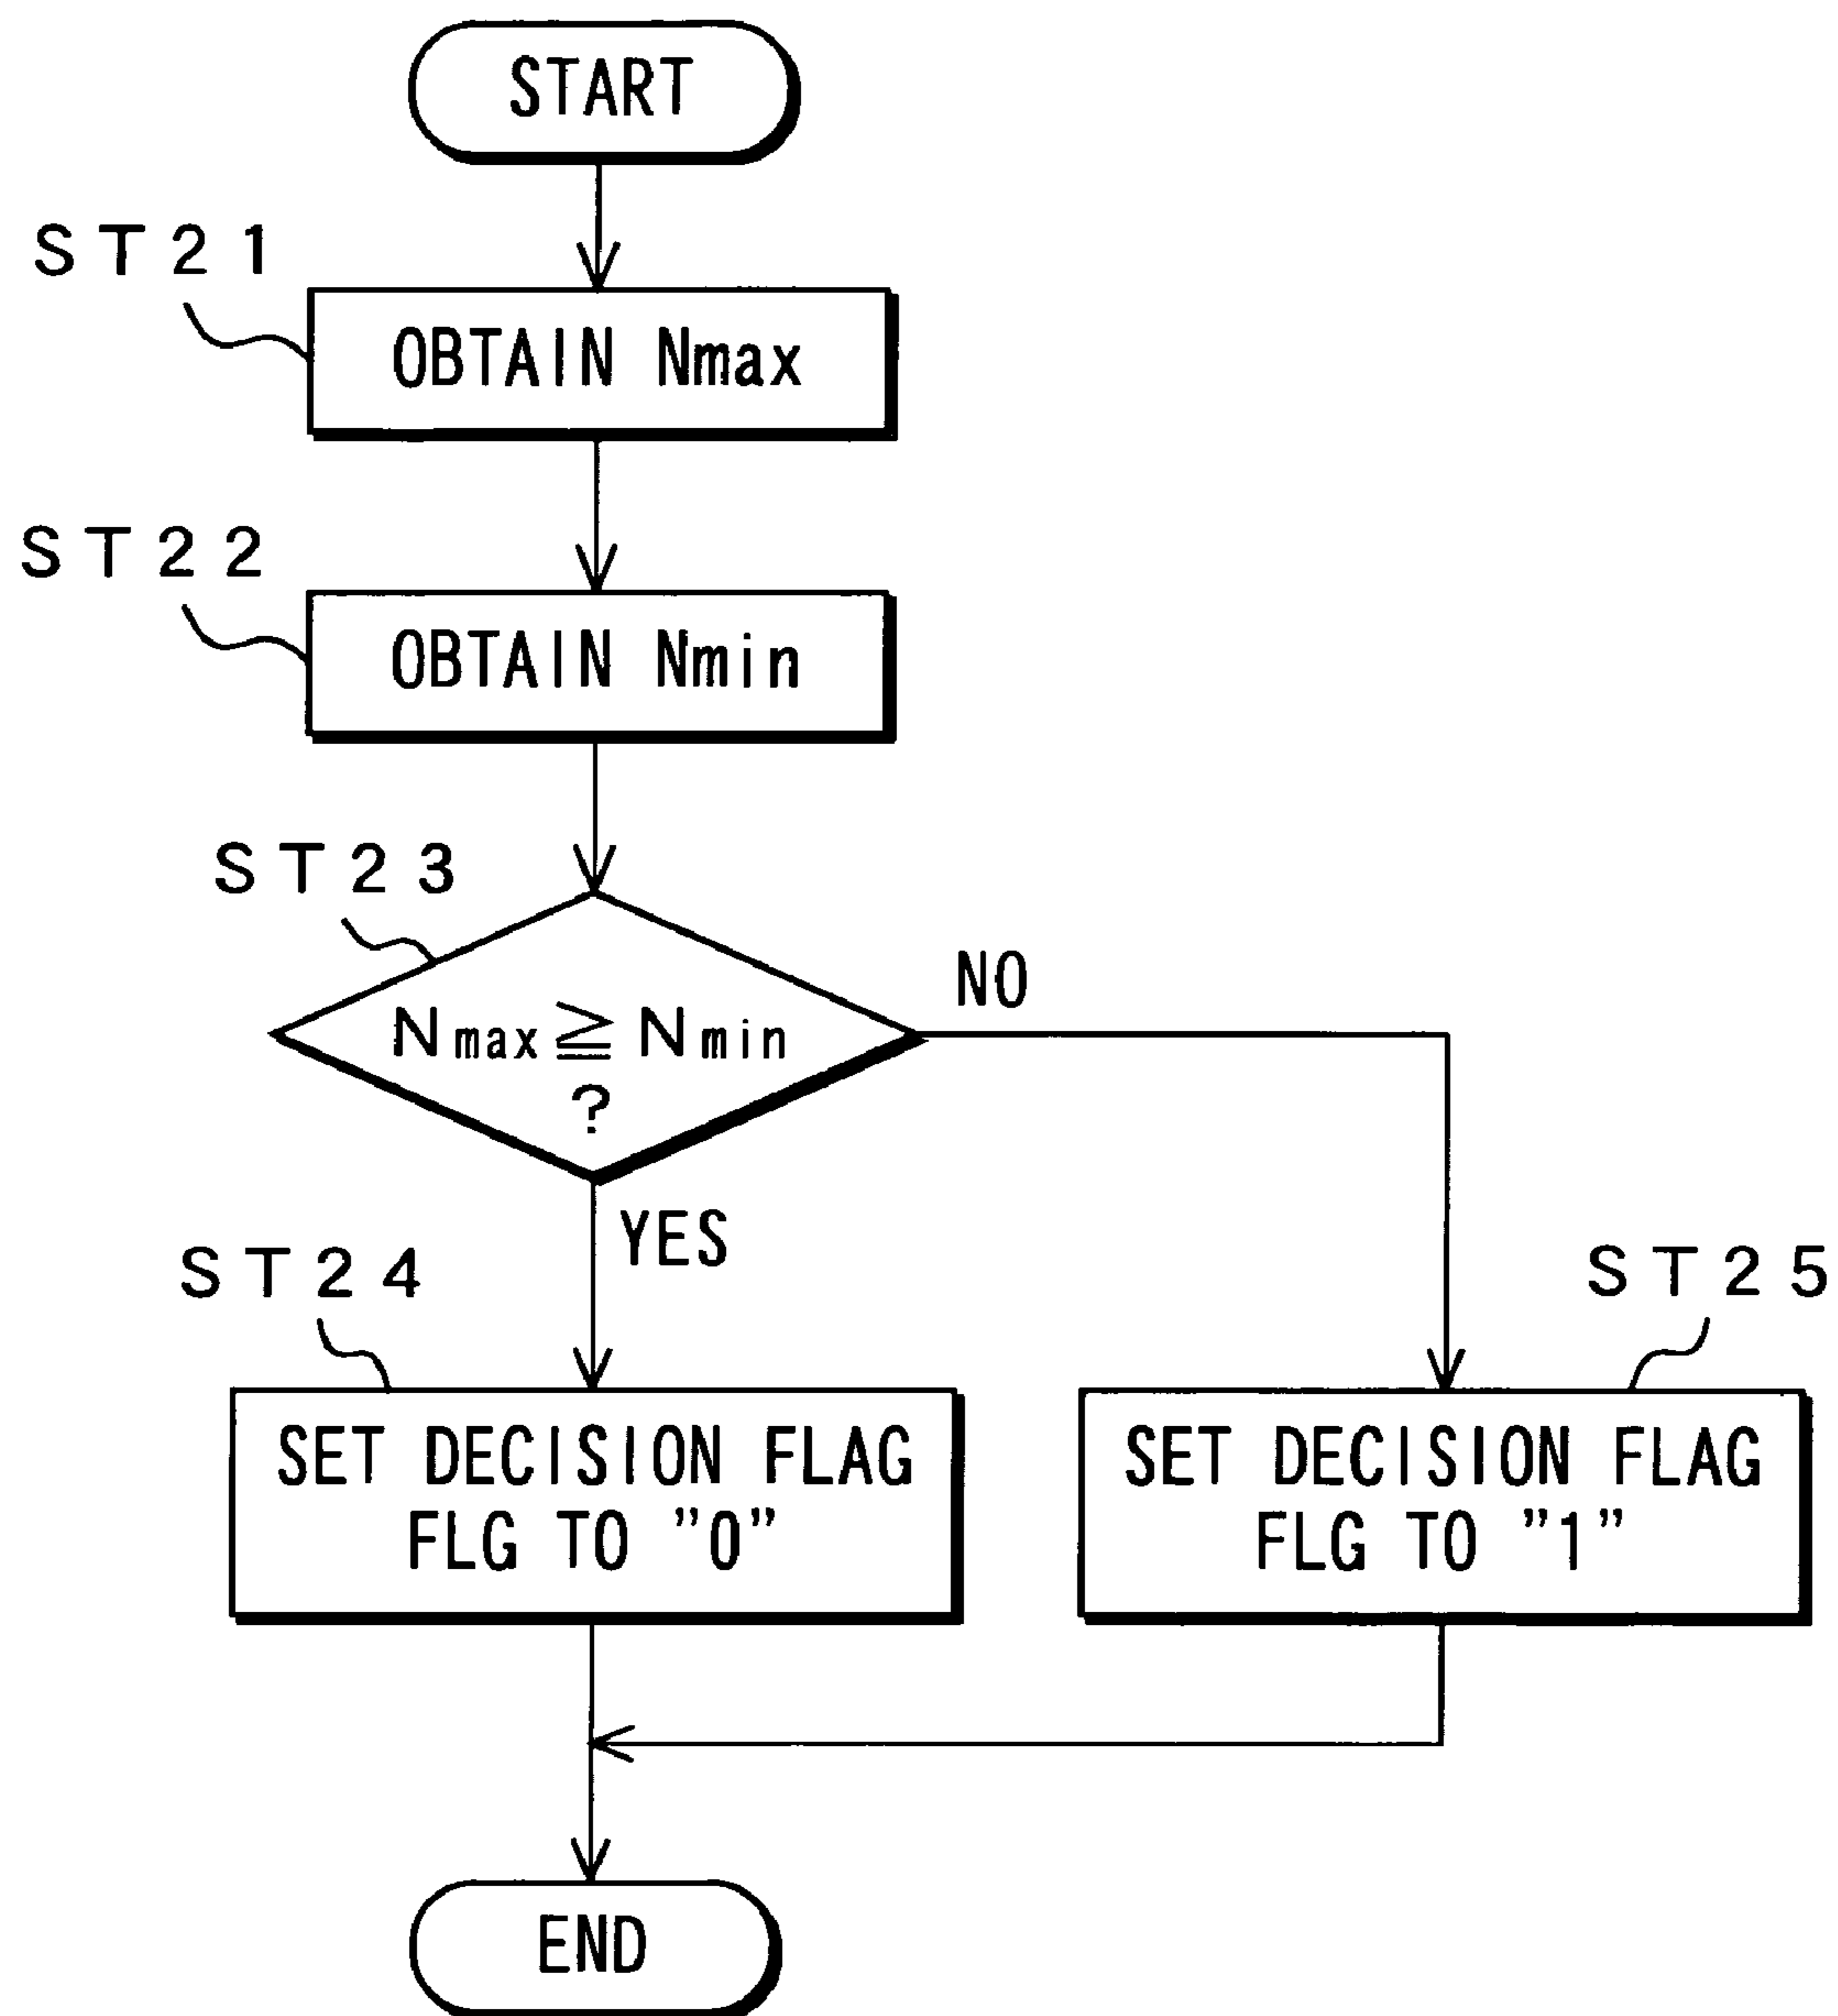 START
ST21
OBTAIN Nmax
ST22
OBTAIN Nmin
ST23
Nmax≧Nmin
?
NO
YES
ST24
SET DECISION FLAG
FLG TO ”0”
ST25
SET DECISION FLAG
FLG TO ”1”
END